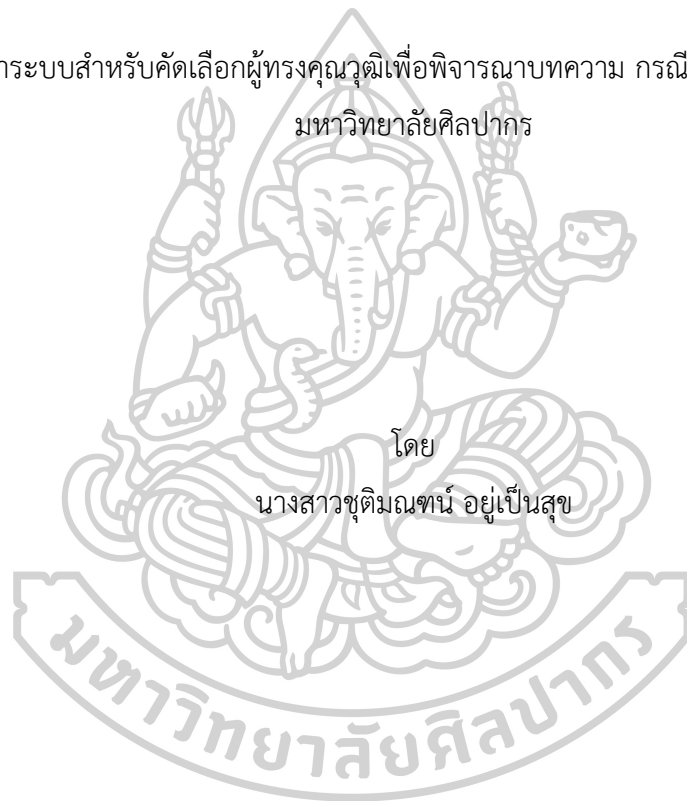 าระบบสำหรับคัดเลือกผู้ทรงคุณวุฒิเพื่อพิจารณาบทความ กรณี
มหาวิทยาลัยศิลปากร
โดย
นางสาวชุติมณฑน์ อยู่เป็นสุข
มหาวิทยาลัยศิลปากร